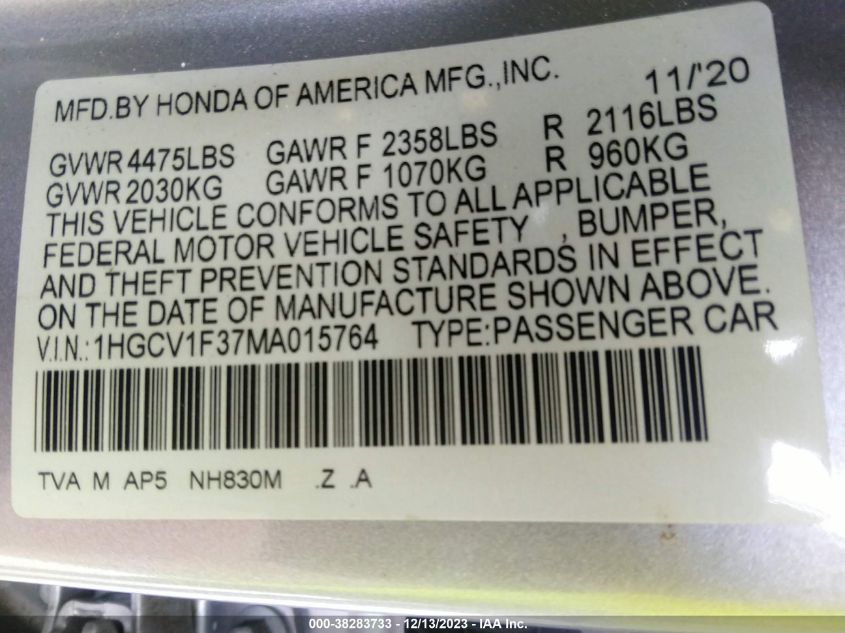 MFD.BY HONDA OF AMERICA MFG.,INC. 11/'20
GVWR 4475LBS GAWR F 2358LBS R 2116LBS
GVWR 2030KG GAWR F 1070KG R 960KG
THIS VEHICLE CONFORMS TO ALL APPLICABLE
FEDERAL MOTOR VEHICLE SAFETY , BUMPER,
AND THEFT PREVENTION STANDARDS IN EFFECT
ON THE DATE OF MANUFACTURE SHOWN ABOVE.
V.I.N.:1HGCV1F37MA015764 TYPE:PASSENGER CAR
TVA M AP5 NH830M .Z .A
000-38283733 - 12/13/2023 - IAA Inc.